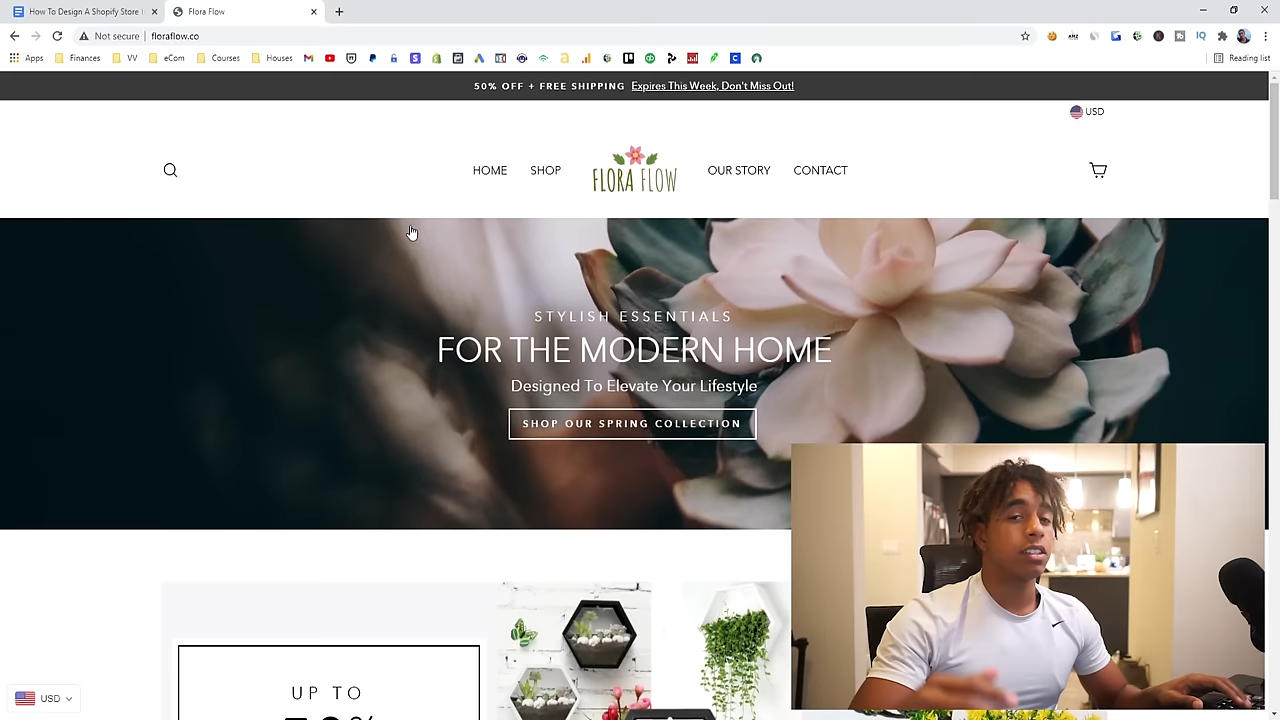 How To Design A Shopify Store
Flora Flow
Not secure | floraflow.co
Apps
Finances
VV
eCom
Courses
Houses
Reading list
50% OFF + FREE SHIPPING Expires This Week, Don't Miss Out!
USD
HOME
SHOP
FLORA FLOW
OUR STORY
CONTACT
STYLISH ESSENTIALS
FOR THE MODERN HOME
Designed To Elevate Your Lifestyle
SHOP OUR SPRING COLLECTION
UP TO
USD